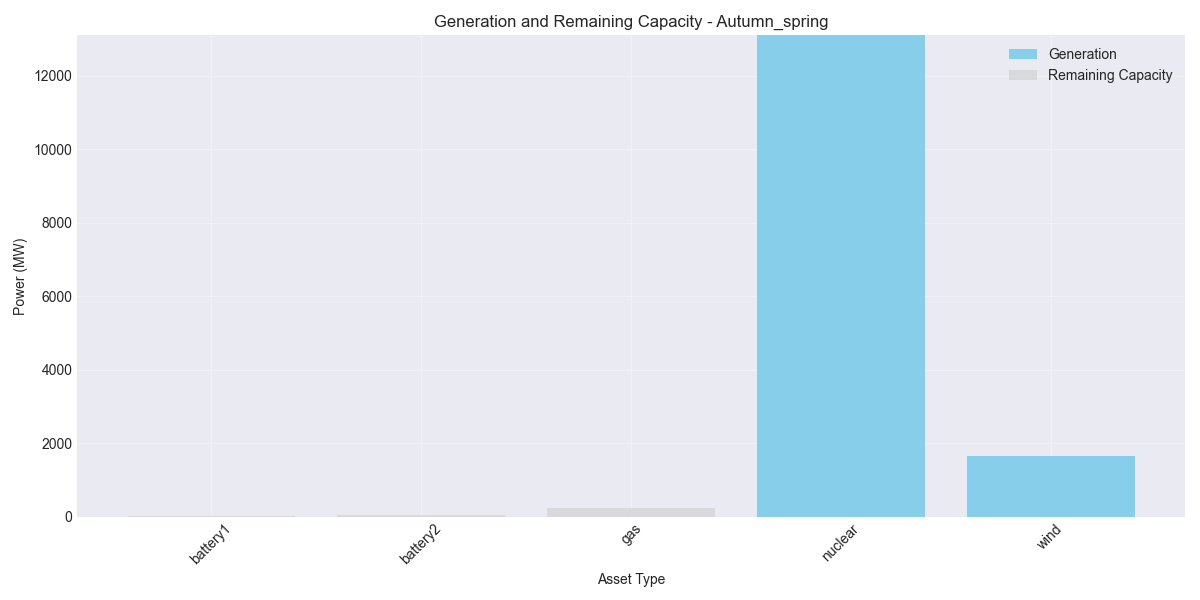 Generation and Remaining Capacity - Autumn_spring
Generation
Remaining Capacity
Power (MW)
12000
10000
8000
6000
4000
2000
0
battery1
battery2
gas
nuclear
wind
Asset Type